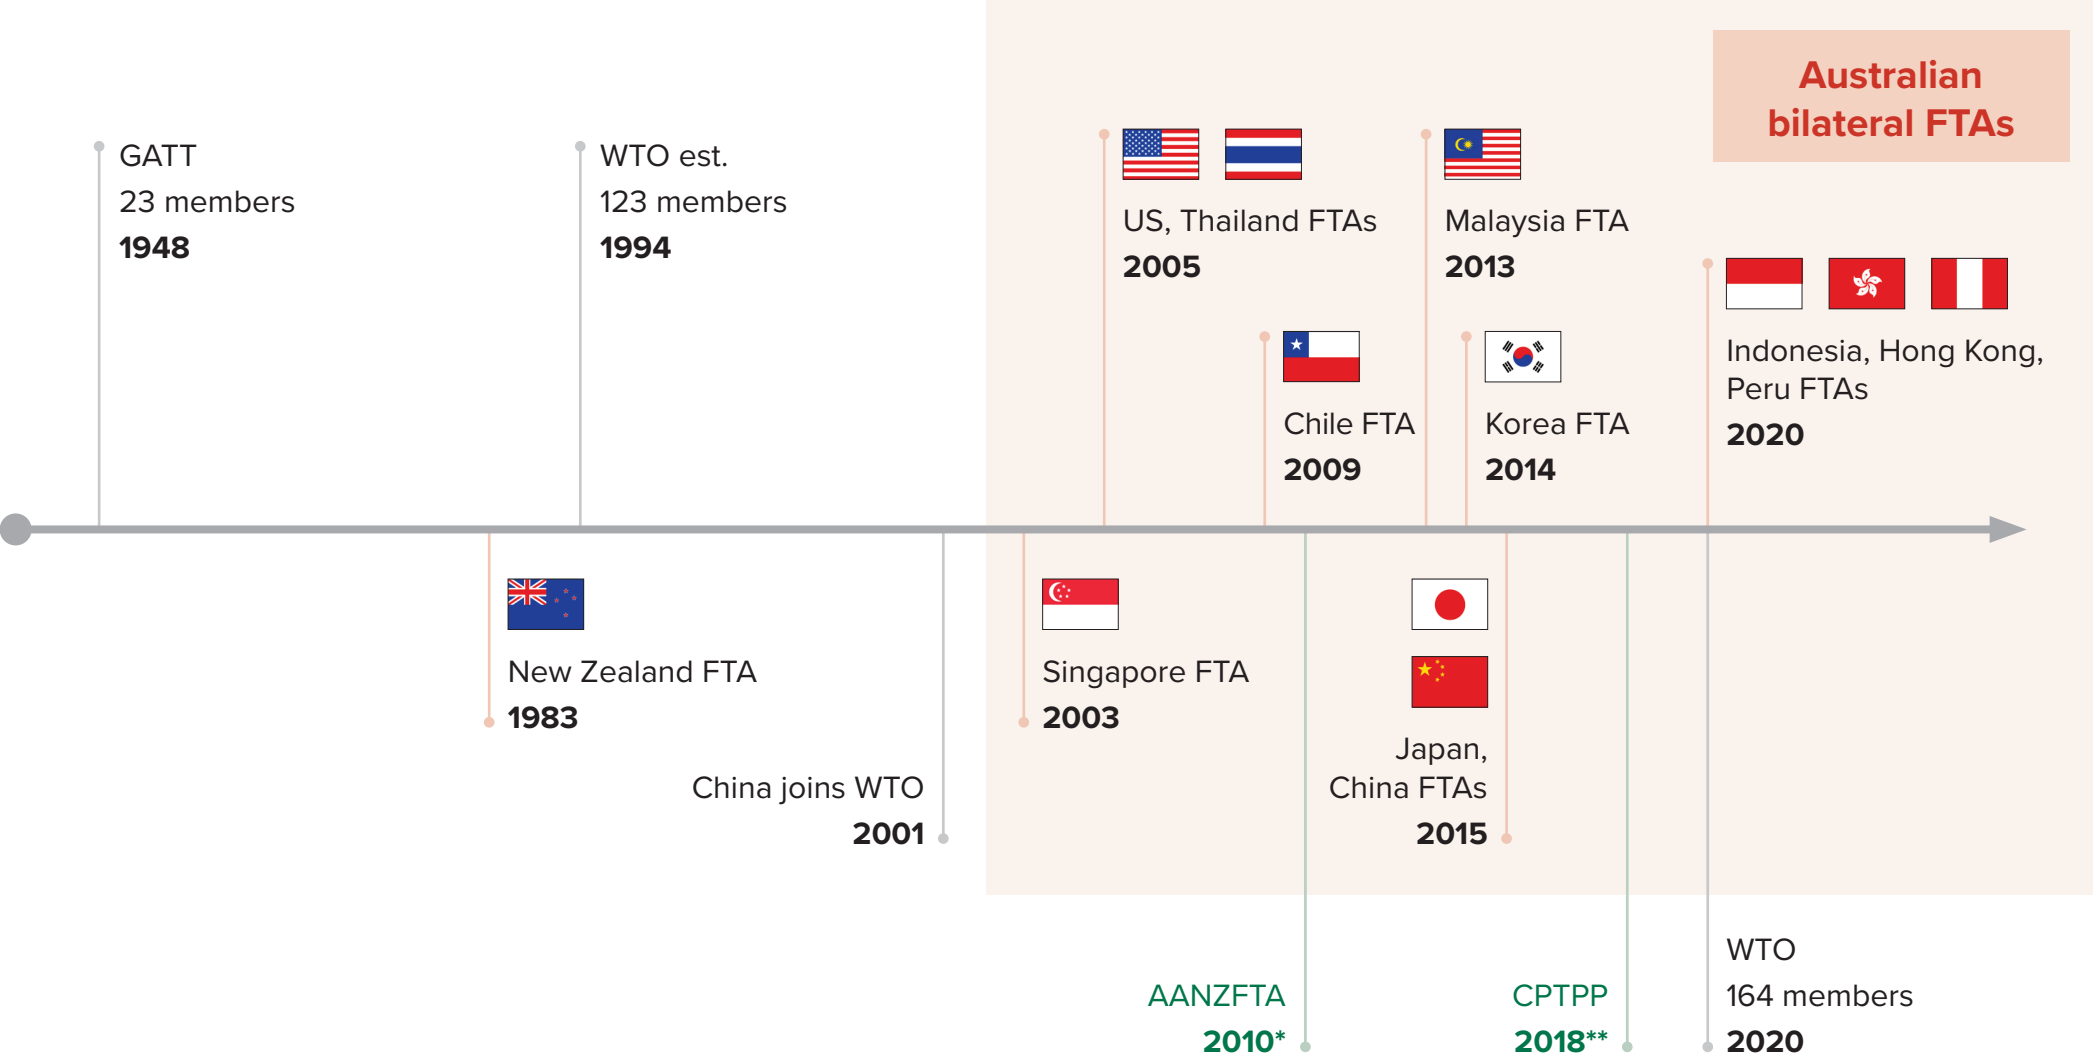 Australian
bilateral FTAs
GATT
23 members
1948
WTO est.
123 members
1994
US, Thailand FTAs
2005
Malaysia FTA
2013
Chile FTA
2009
Korea FTA
2014
Indonesia, Hong Kong,
Peru FTAs
2020
New Zealand FTA
1983
China joins WTO
2001
Singapore FTA
2003
Japan,
China FTAs
2015
AANZFTA
2010*
CPTPP
2018**
WTO
164 members
2020